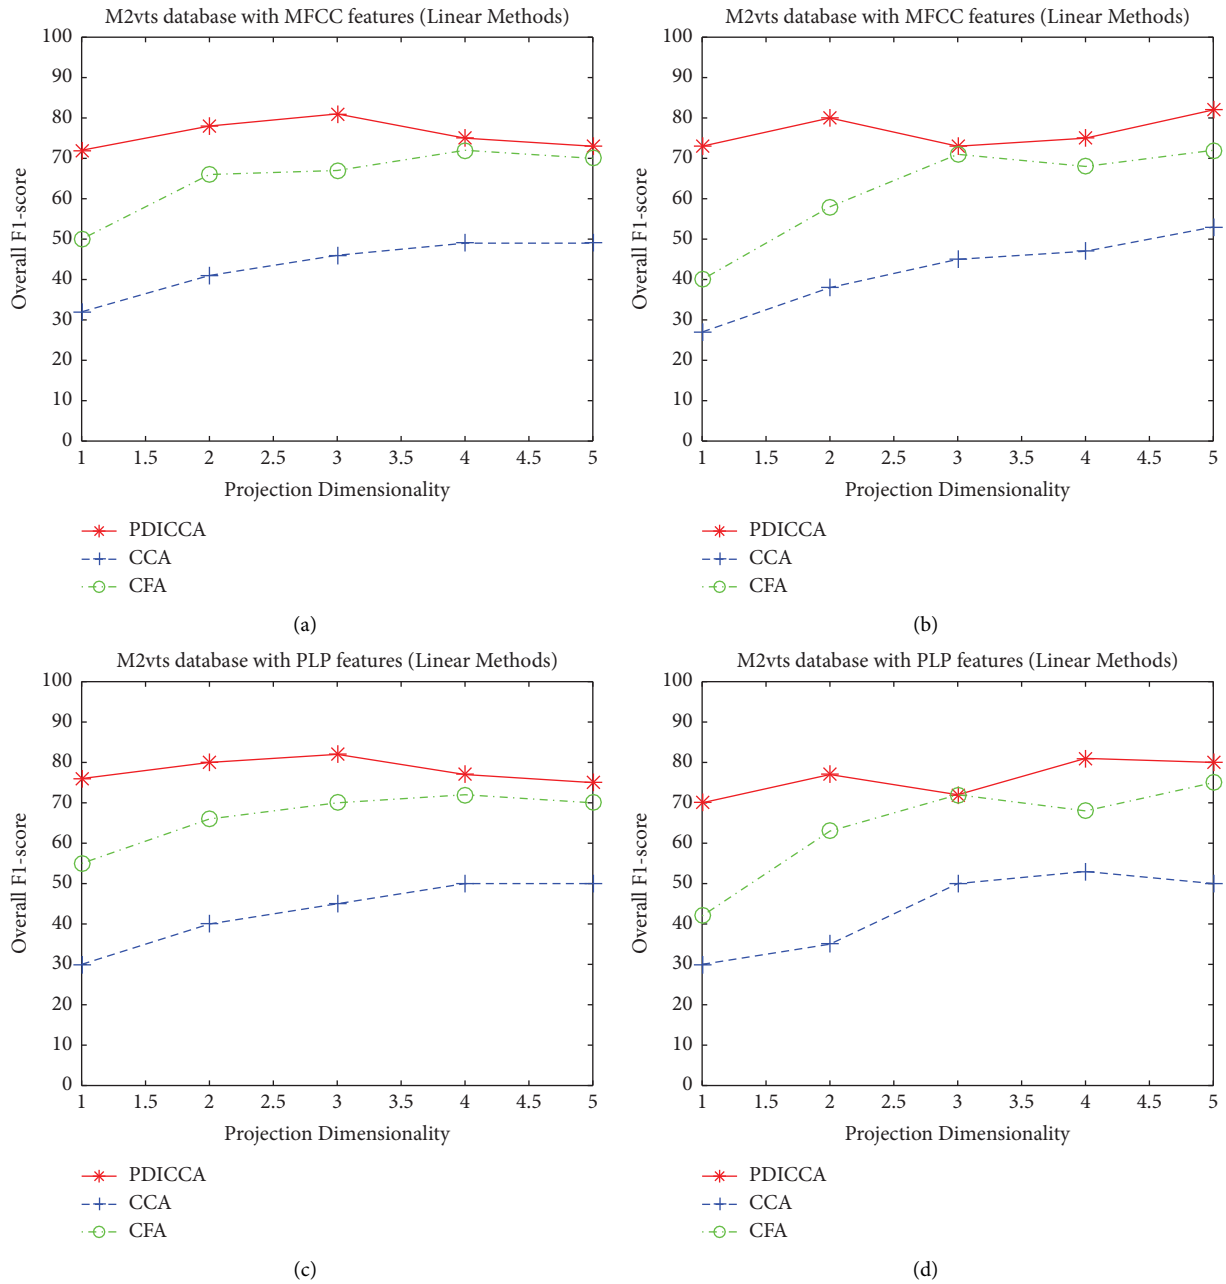 M2vts database with MFCC features (Linear Methods)
100
90
80
70
60
50
40
30
20
10
0
Overall F1-score
1 1.5 2 2.5 3 3.5 4 4.5 5
Projection Dimensionality
PDICCA
CCA
CFA
(a)
M2vts database with MFCC features (Linear Methods)
100
90
80
70
60
50
40
30
20
10
0
Overall F1-score
1 1.5 2 2.5 3 3.5 4 4.5 5
Projection Dimensionality
PDICCA
CCA
CFA
(b)
M2vts database with PLP features (Linear Methods)
100
90
80
70
60
50
40
30
20
10
0
Overall F1-score
1 1.5 2 2.5 3 3.5 4 4.5 5
Projection Dimensionality
PDICCA
CCA
CFA
(c)
M2vts database with PLP features (Linear Methods)
100
90
80
70
60
50
40
30
20
10
0
Overall F1-score
1 1.5 2 2.5 3 3.5 4 4.5 5
Projection Dimensionality
PDICCA
CCA
CFA
(d)